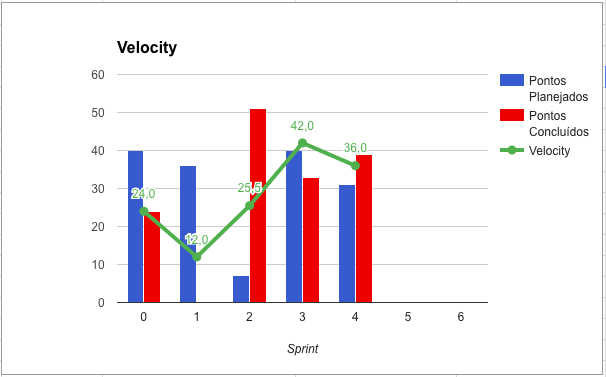 Velocity
60
50
40
30
20
10
0
24,0
12,0
25,5
42,0
36,0
0 1 2 3 4 5 6
Sprint
Pontos
Planejados
Pontos
Concluídos
Velocity